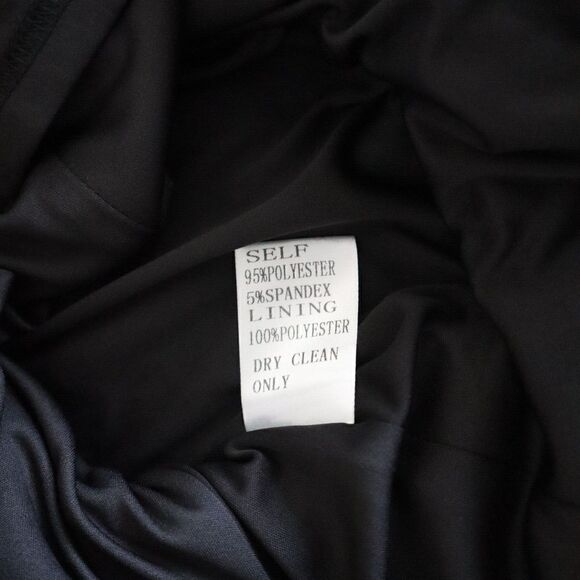 SELF
95%POLYESTER
5%SPANDEX
LINING
100%POLYESTER
DRY CLEAN
ONLY